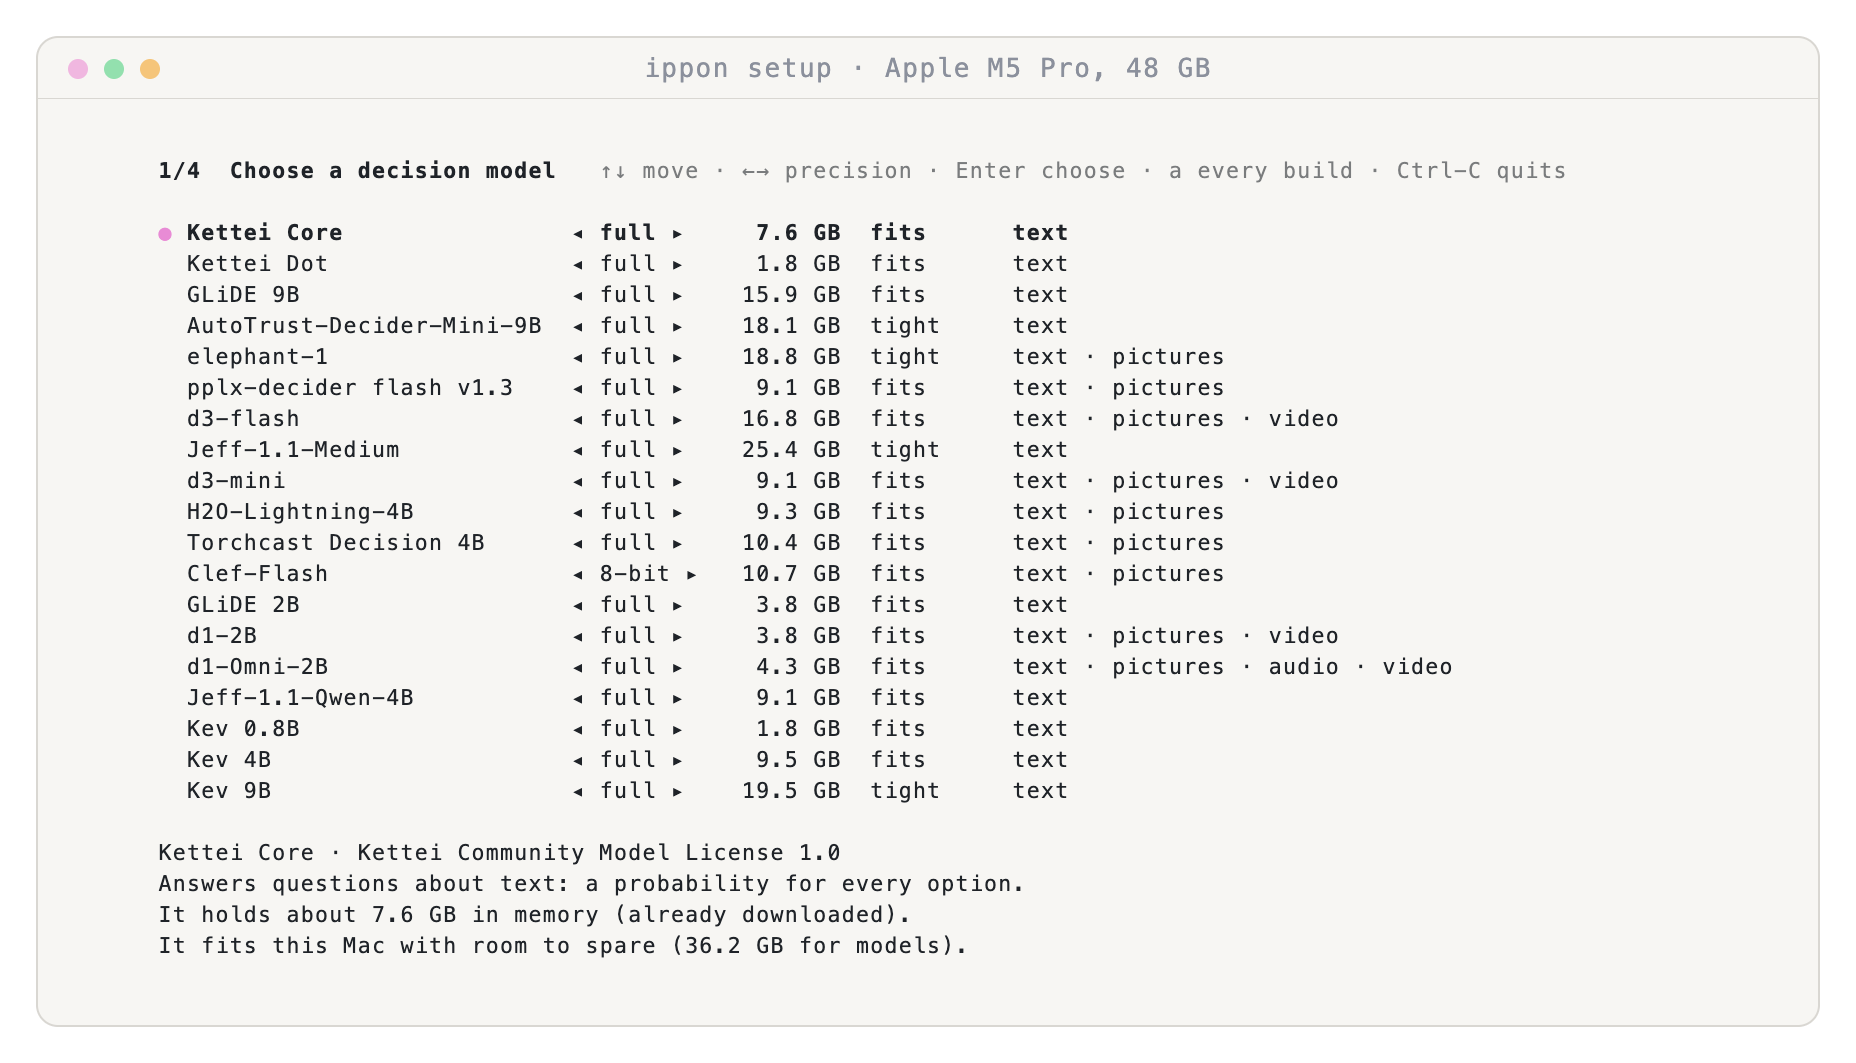 ippon setup · Apple M5 Pro, 48 GB
1/4  Choose a decision model   ↑↓ move · ←→ precision · Enter choose · a every build · Ctrl-C quits
● Kettei Core                ◂ full ▸     7.6 GB  fits      text
  Kettei Dot                 ◂ full ▸     1.8 GB  fits      text
  GLiDE 9B                   ◂ full ▸    15.9 GB  fits      text
  AutoTrust-Decider-Mini-9B  ◂ full ▸    18.1 GB  tight     text
  elephant-1                 ◂ full ▸    18.8 GB  tight     text · pictures
  pplx-decider flash v1.3    ◂ full ▸     9.1 GB  fits      text · pictures
  d3-flash                   ◂ full ▸    16.8 GB  fits      text · pictures · video
  Jeff-1.1-Medium            ◂ full ▸    25.4 GB  tight     text
  d3-mini                    ◂ full ▸     9.1 GB  fits      text · pictures · video
  H2O-Lightning-4B           ◂ full ▸     9.3 GB  fits      text · pictures
  Torchcast Decision 4B      ◂ full ▸    10.4 GB  fits      text · pictures
  Clef-Flash                 ◂ 8-bit ▸   10.7 GB  fits      text · pictures
  GLiDE 2B                   ◂ full ▸     3.8 GB  fits      text
  d1-2B                      ◂ full ▸     3.8 GB  fits      text · pictures · video
  d1-Omni-2B                 ◂ full ▸     4.3 GB  fits      text · pictures · audio · video
  Jeff-1.1-Qwen-4B           ◂ full ▸     9.1 GB  fits      text
  Kev 0.8B                   ◂ full ▸     1.8 GB  fits      text
  Kev 4B                     ◂ full ▸     9.5 GB  fits      text
  Kev 9B                     ◂ full ▸    19.5 GB  tight     text
Kettei Core · Kettei Community Model License 1.0
Answers questions about text: a probability for every option.
It holds about 7.6 GB in memory (already downloaded).
It fits this Mac with room to spare (36.2 GB for models).